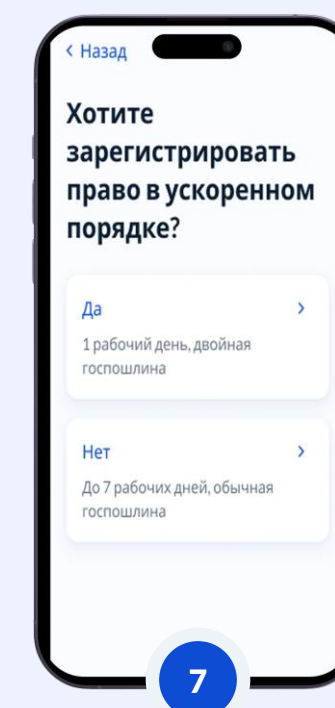 Назад
Хотите
зарегистрировать
право в ускоренном
порядке?
Да
1 рабочий день, двойная
госпошлина
Нет
До 7 рабочих дней, обычная
госпошлина
7